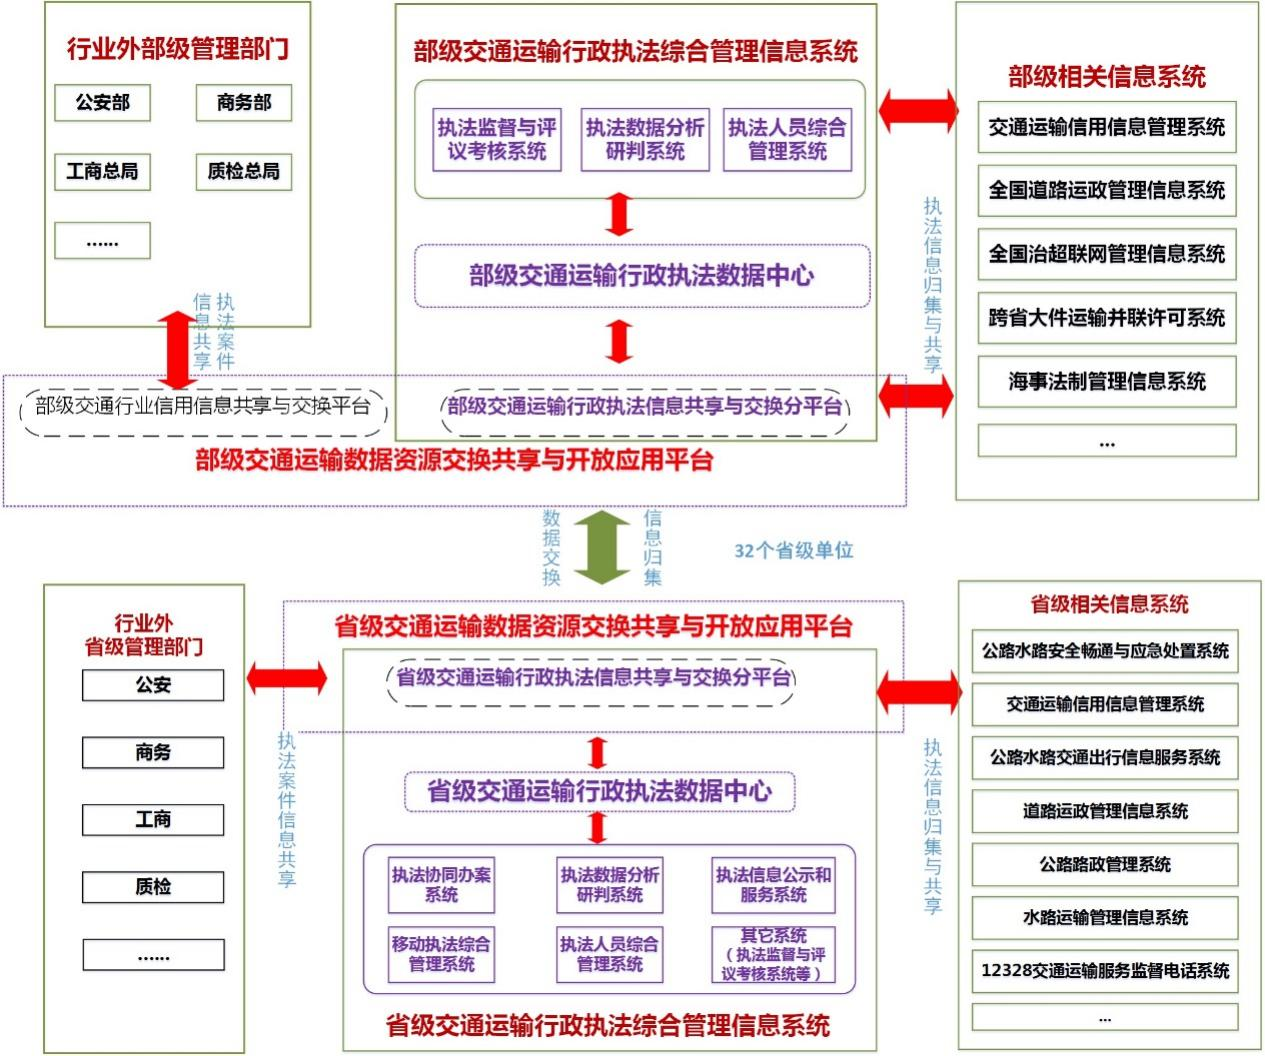 行业外部级管理部门
公安部
商务部
工商总局
质检总局
......
执法案件
信息共享
部级交通运输行政执法综合管理信息系统
执法监督与评
议考核系统
执法数据分析
研判系统
执法人员综合
管理系统
部级交通运输行政执法数据中心
部级交通行业信用信息共享与交换平台
部级交通运输行政执法信息共享与交换分平台
部级交通运输数据资源交换共享与开放应用平台
执法信息归集与共享
部级相关信息系统
交通运输信用信息管理系统
全国道路运政管理信息系统
全国治超联网管理信息系统
跨省大件运输并联许可系统
海事法制管理信息系统
...
数据交换
信息归集
32个省级单位
行业外
省级管理部门
公安
商务
工商
质检
......
执法案件信息共享
省级交通运输数据资源交换共享与开放应用平台
省级交通运输行政执法信息共享与交换分平台
省级交通运输行政执法数据中心
执法协同办案
系统
执法数据分析
研判系统
执法信息公示和
服务系统
移动执法综合
管理系统
执法人员综合
管理系统
其它系统
（执法监督与评
议考核系统等）
省级交通运输行政执法综合管理信息系统
执法信息归集与共享
省级相关信息系统
公路水路安全畅通与应急处置系统
交通运输信用信息管理系统
公路水路交通出行信息服务系统
道路运政管理信息系统
公路路政管理系统
水路运输管理信息系统
12328交通运输服务监督电话系统
...